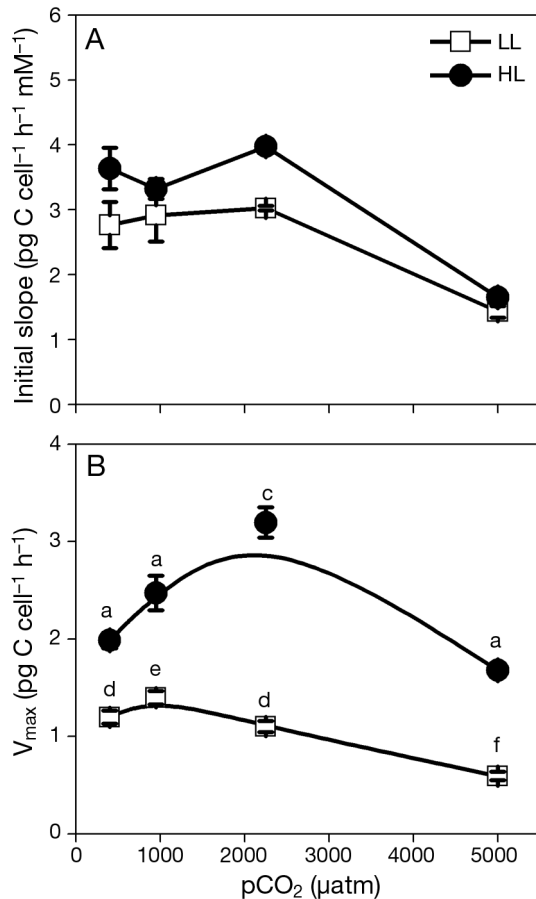 A
LL
HL
6
5
4
3
2
1
0
Initial slope (pg C cell⁻¹ h⁻¹ mM⁻¹)
B
4
3
2
1
0
Vmax (pg C cell⁻¹ h⁻¹)
a
a
c
a
d
e
d
f
0 1000 2000 3000 4000 5000
pCO₂ (µatm)